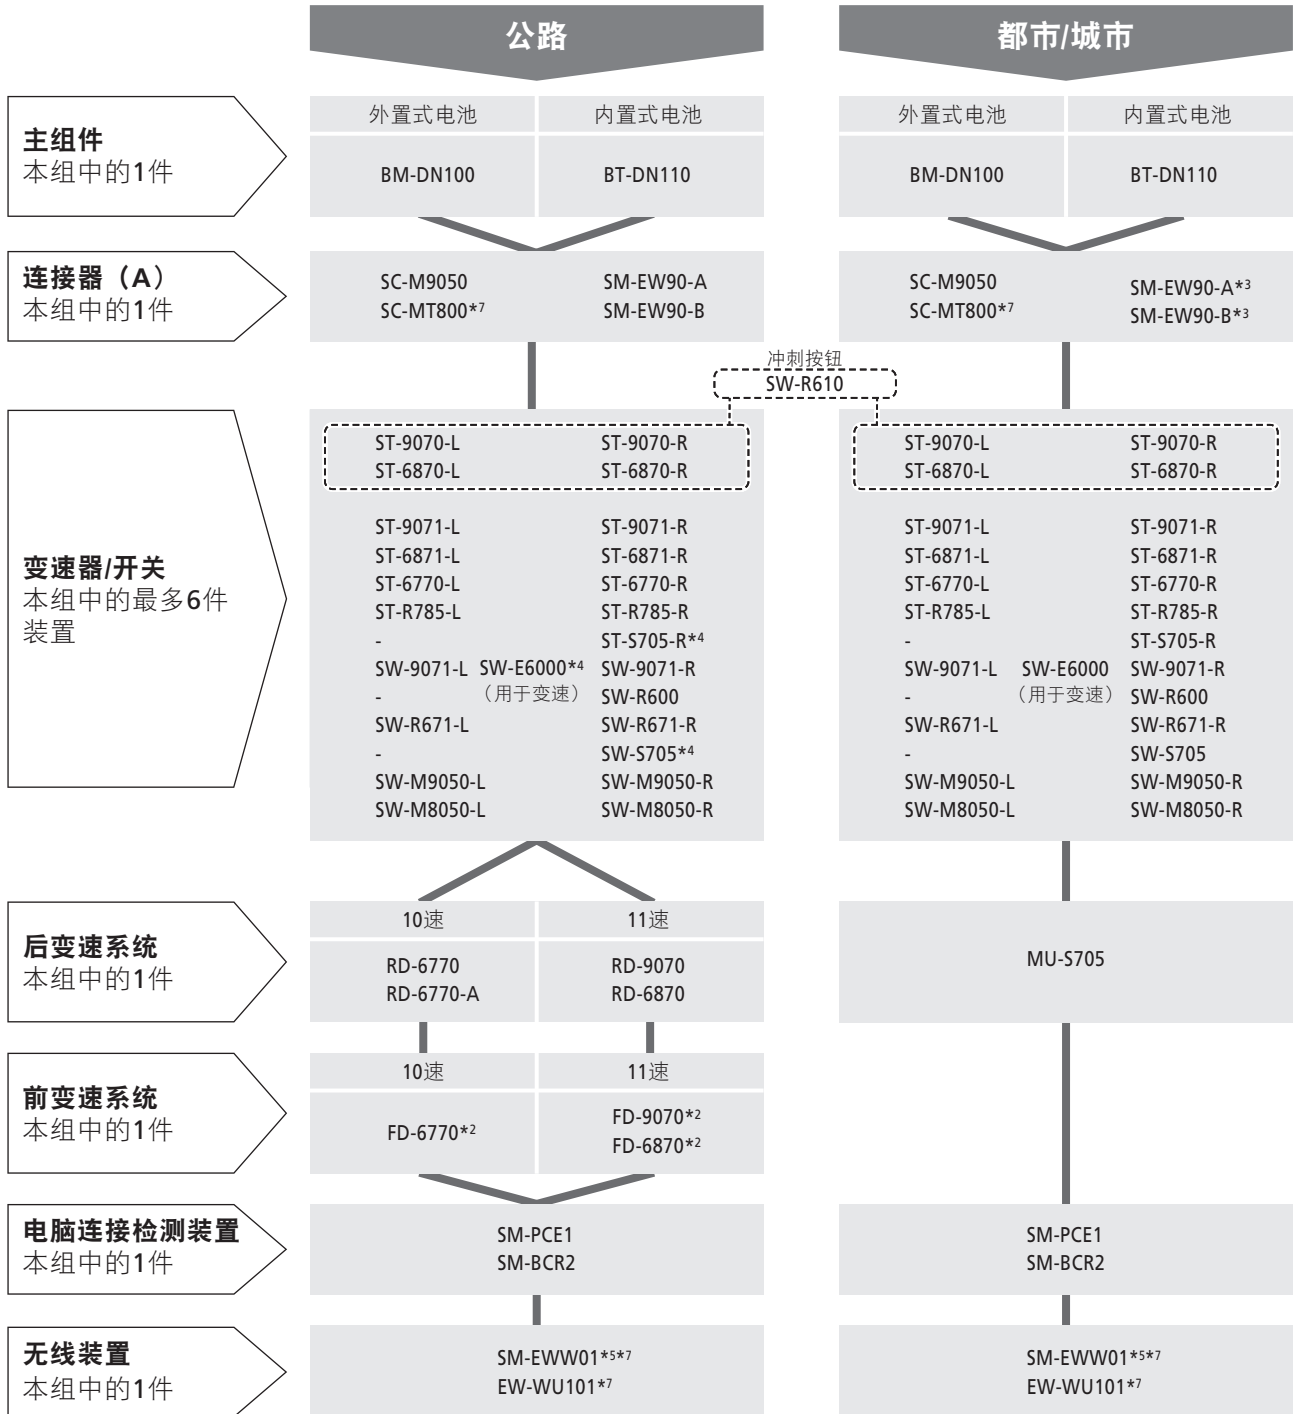 公路
都市/城市
主组件
本组中的1件
外置式电池 内置式电池
BM-DN100 BT-DN110
外置式电池 内置式电池
BM-DN100 BT-DN110
连接器（A）
本组中的1件
SC-M9050 SM-EW90-A
SC-MT800*7 SM-EW90-B
SC-M9050 SM-EW90-A*3
SC-MT800*7 SM-EW90-B*3
冲刺按钮
SW-R610
变速器/开关
本组中的最多6件
装置
ST-9070-L ST-9070-R
ST-6870-L ST-6870-R
ST-9071-L ST-9071-R
ST-6871-L ST-6871-R
ST-6770-L ST-6770-R
ST-R785-L ST-R785-R
- ST-S705-R*4
SW-9071-L SW-E6000*4 SW-9071-R
- （用于变速） SW-R600
SW-R671-L SW-R671-R
- SW-S705*4
SW-M9050-L SW-M9050-R
SW-M8050-L SW-M8050-R
ST-9070-L ST-9070-R
ST-6870-L ST-6870-R
ST-9071-L ST-9071-R
ST-6871-L ST-6871-R
ST-6770-L ST-6770-R
ST-R785-L ST-R785-R
- ST-S705-R
SW-9071-L SW-E6000 SW-9071-R
- （用于变速） SW-R600
SW-R671-L SW-R671-R
- SW-S705
SW-M9050-L SW-M9050-R
SW-M8050-L SW-M8050-R
后变速系统
本组中的1件
10速 11速
RD-6770 RD-9070
RD-6770-A RD-6870
MU-S705
前变速系统
本组中的1件
10速 11速
FD-6770*2
FD-9070*2
FD-6870*2
电脑连接检测装置
本组中的1件
SM-PCE1
SM-BCR2
SM-PCE1
SM-BCR2
无线装置
本组中的1件
SM-EWW01*5*7
EW-WU101*7
SM-EWW01*5*7
EW-WU101*7